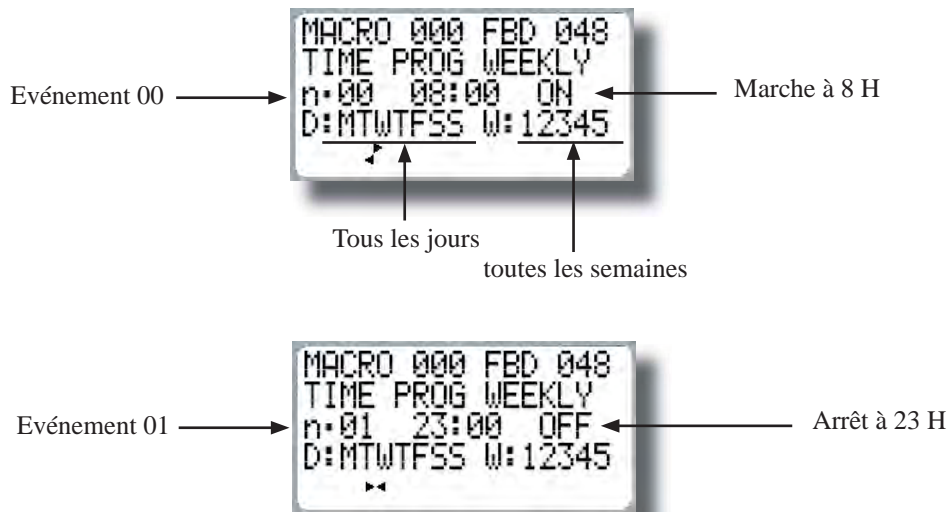 MACRO 000 FBD 048
TIME PROG WEEKLY
Evénement 00
n·00 08:00 ON
Marche à 8 H
D:MTWTFSS W:12345
Tous les jours
toutes les semaines
MACRO 000 FBD 048
TIME PROG WEEKLY
Evénement 01
n·01 23:00 OFF
Arrêt à 23 H
D:MTWTFSS W:12345